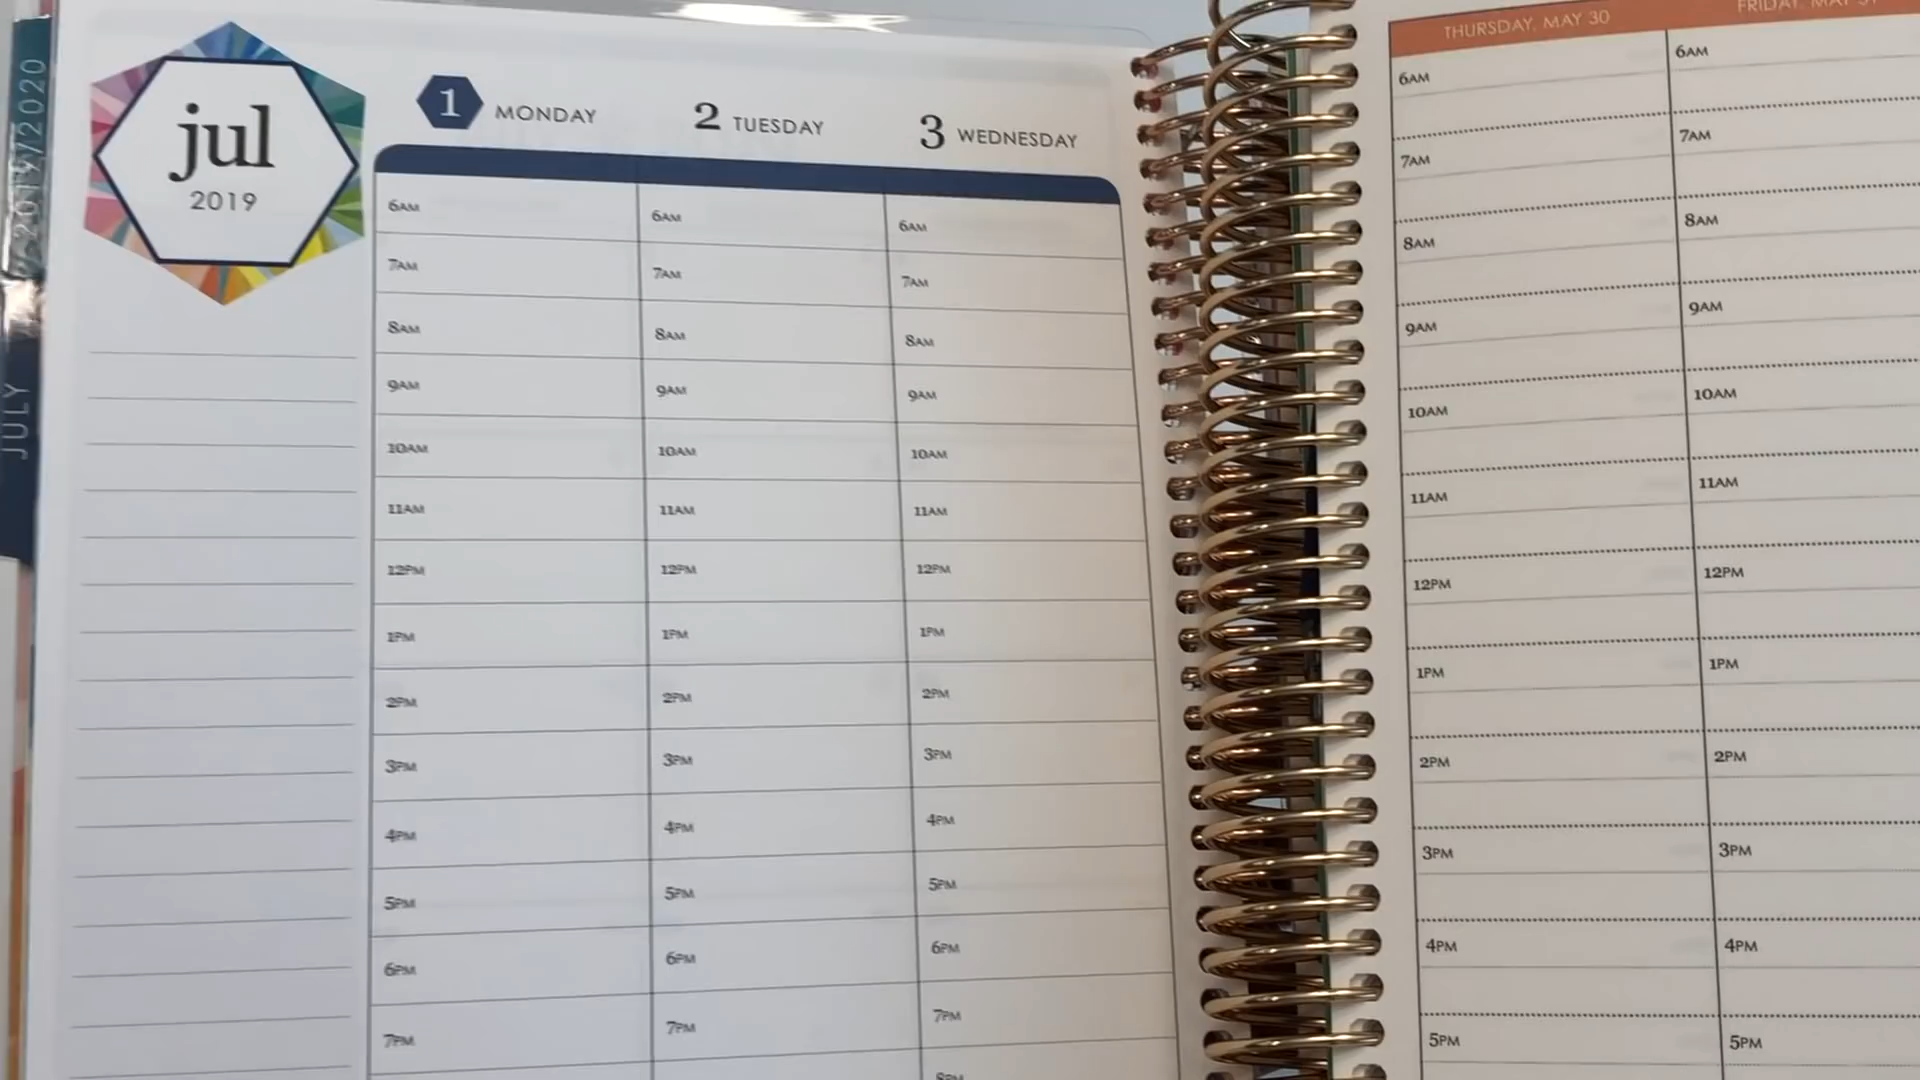 2019/2020
JULY
jul
2019
1 MONDAY
2 TUESDAY
3 WEDNESDAY
6AM 6AM 6AM
7AM 7AM 7AM
8AM 8AM 8AM
9AM 9AM 9AM
10AM 10AM 10AM
11AM 11AM 11AM
12PM 12PM 12PM
1PM 1PM 1PM
2PM 2PM 2PM
3PM 3PM 3PM
4PM 4PM 4PM
5PM 5PM 5PM
6PM 6PM 6PM
7PM 7PM 7PM
8PM
THURSDAY, MAY 30
FRIDAY, MAY 31
6AM 6AM
7AM 7AM
8AM 8AM
9AM 9AM
10AM 10AM
11AM 11AM
12PM 12PM
1PM 1PM
2PM 2PM
3PM 3PM
4PM 4PM
5PM 5PM